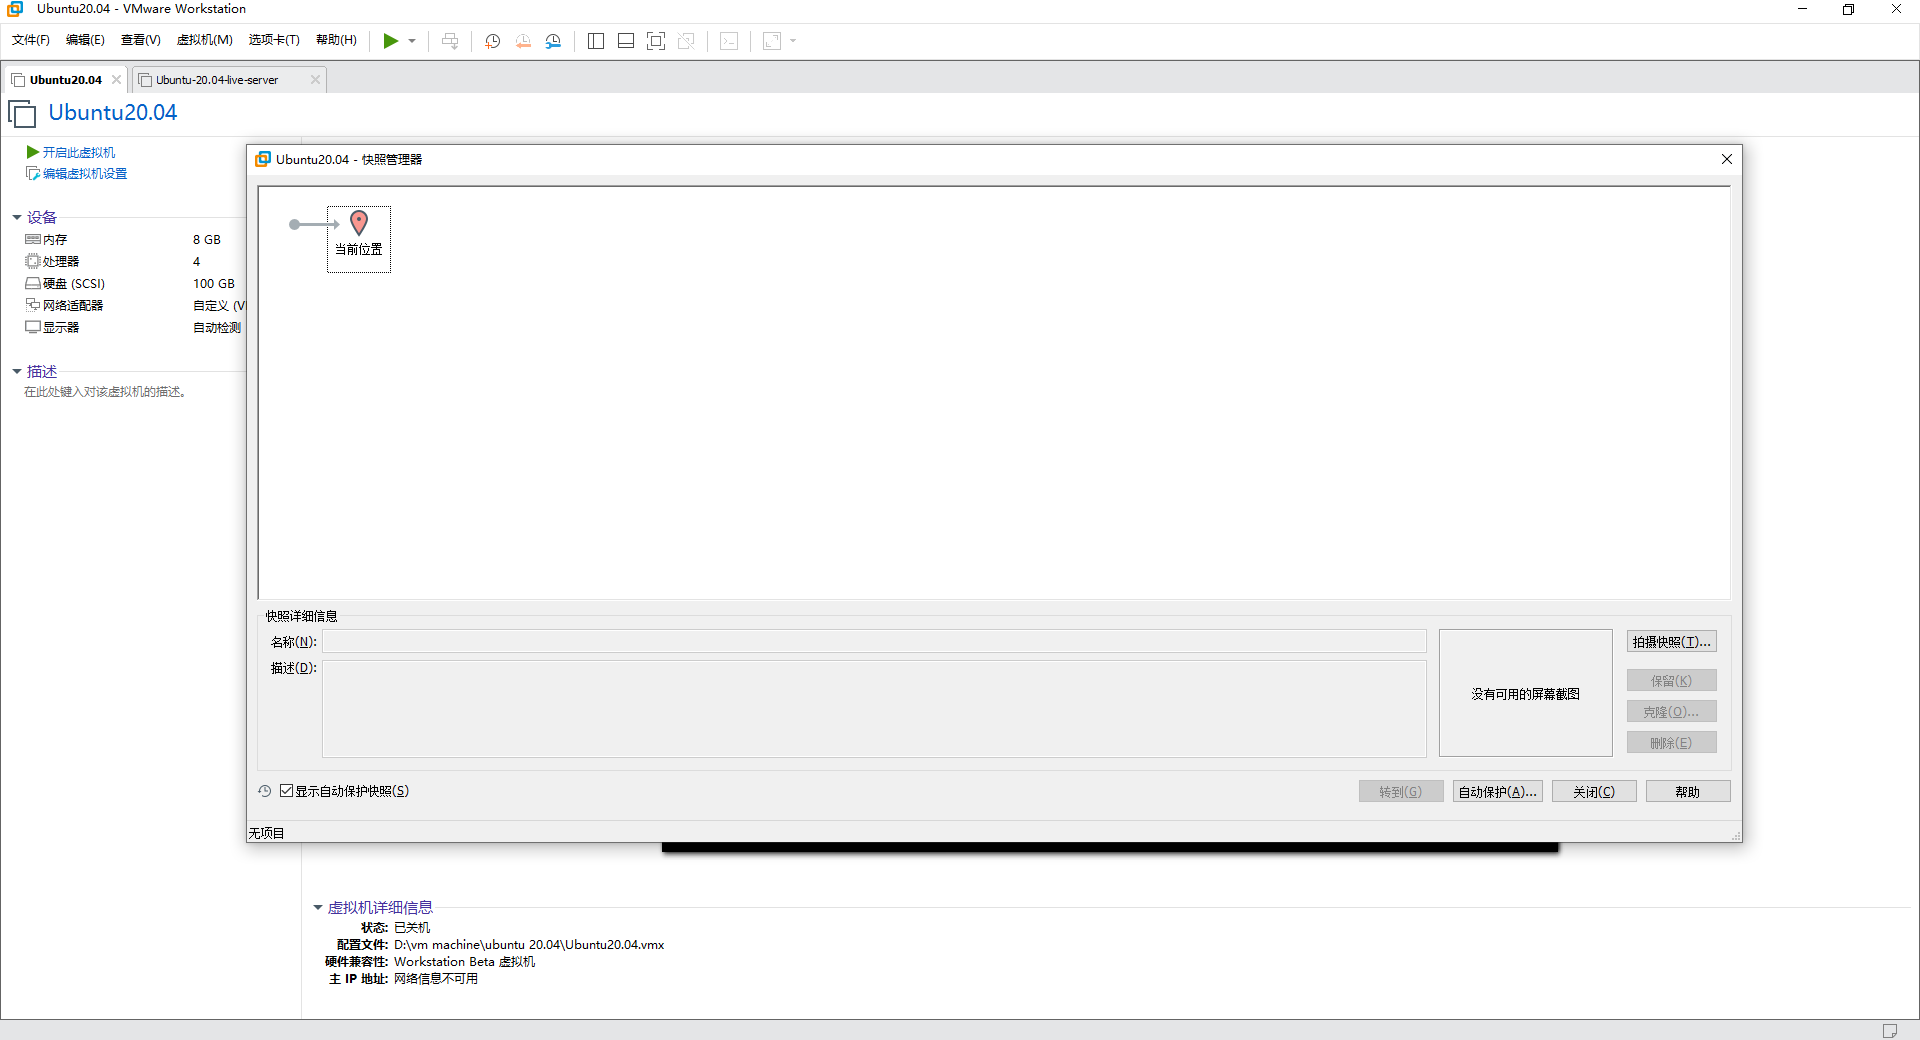 Ubuntu20.04 - VMware Workstation
文件(F) 编辑(E) 查看(V) 虚拟机(M) 选项卡(T) 帮助(H)
Ubuntu20.04
Ubuntu-20.04-live-server
Ubuntu20.04
开启此虚拟机
编辑虚拟机设置
设备
内存 8 GB
处理器 4
硬盘 (SCSI) 100 GB
网络适配器 自定义 (V
显示器 自动检测
描述
在此处键入对该虚拟机的描述。
Ubuntu20.04 - 快照管理器
当前位置
快照详细信息
名称(N):
描述(D):
没有可用的屏幕截图
拍摄快照(T)...
保留(K)
克隆(O)...
删除(E)
显示自动保护快照(S)
转到(G) 自动保护(A)... 关闭(C) 帮助
无项目
虚拟机详细信息
状态: 已关机
配置文件: D:\vm machine\ubuntu 20.04\Ubuntu20.04.vmx
硬件兼容性: Workstation Beta 虚拟机
主 IP 地址: 网络信息不可用